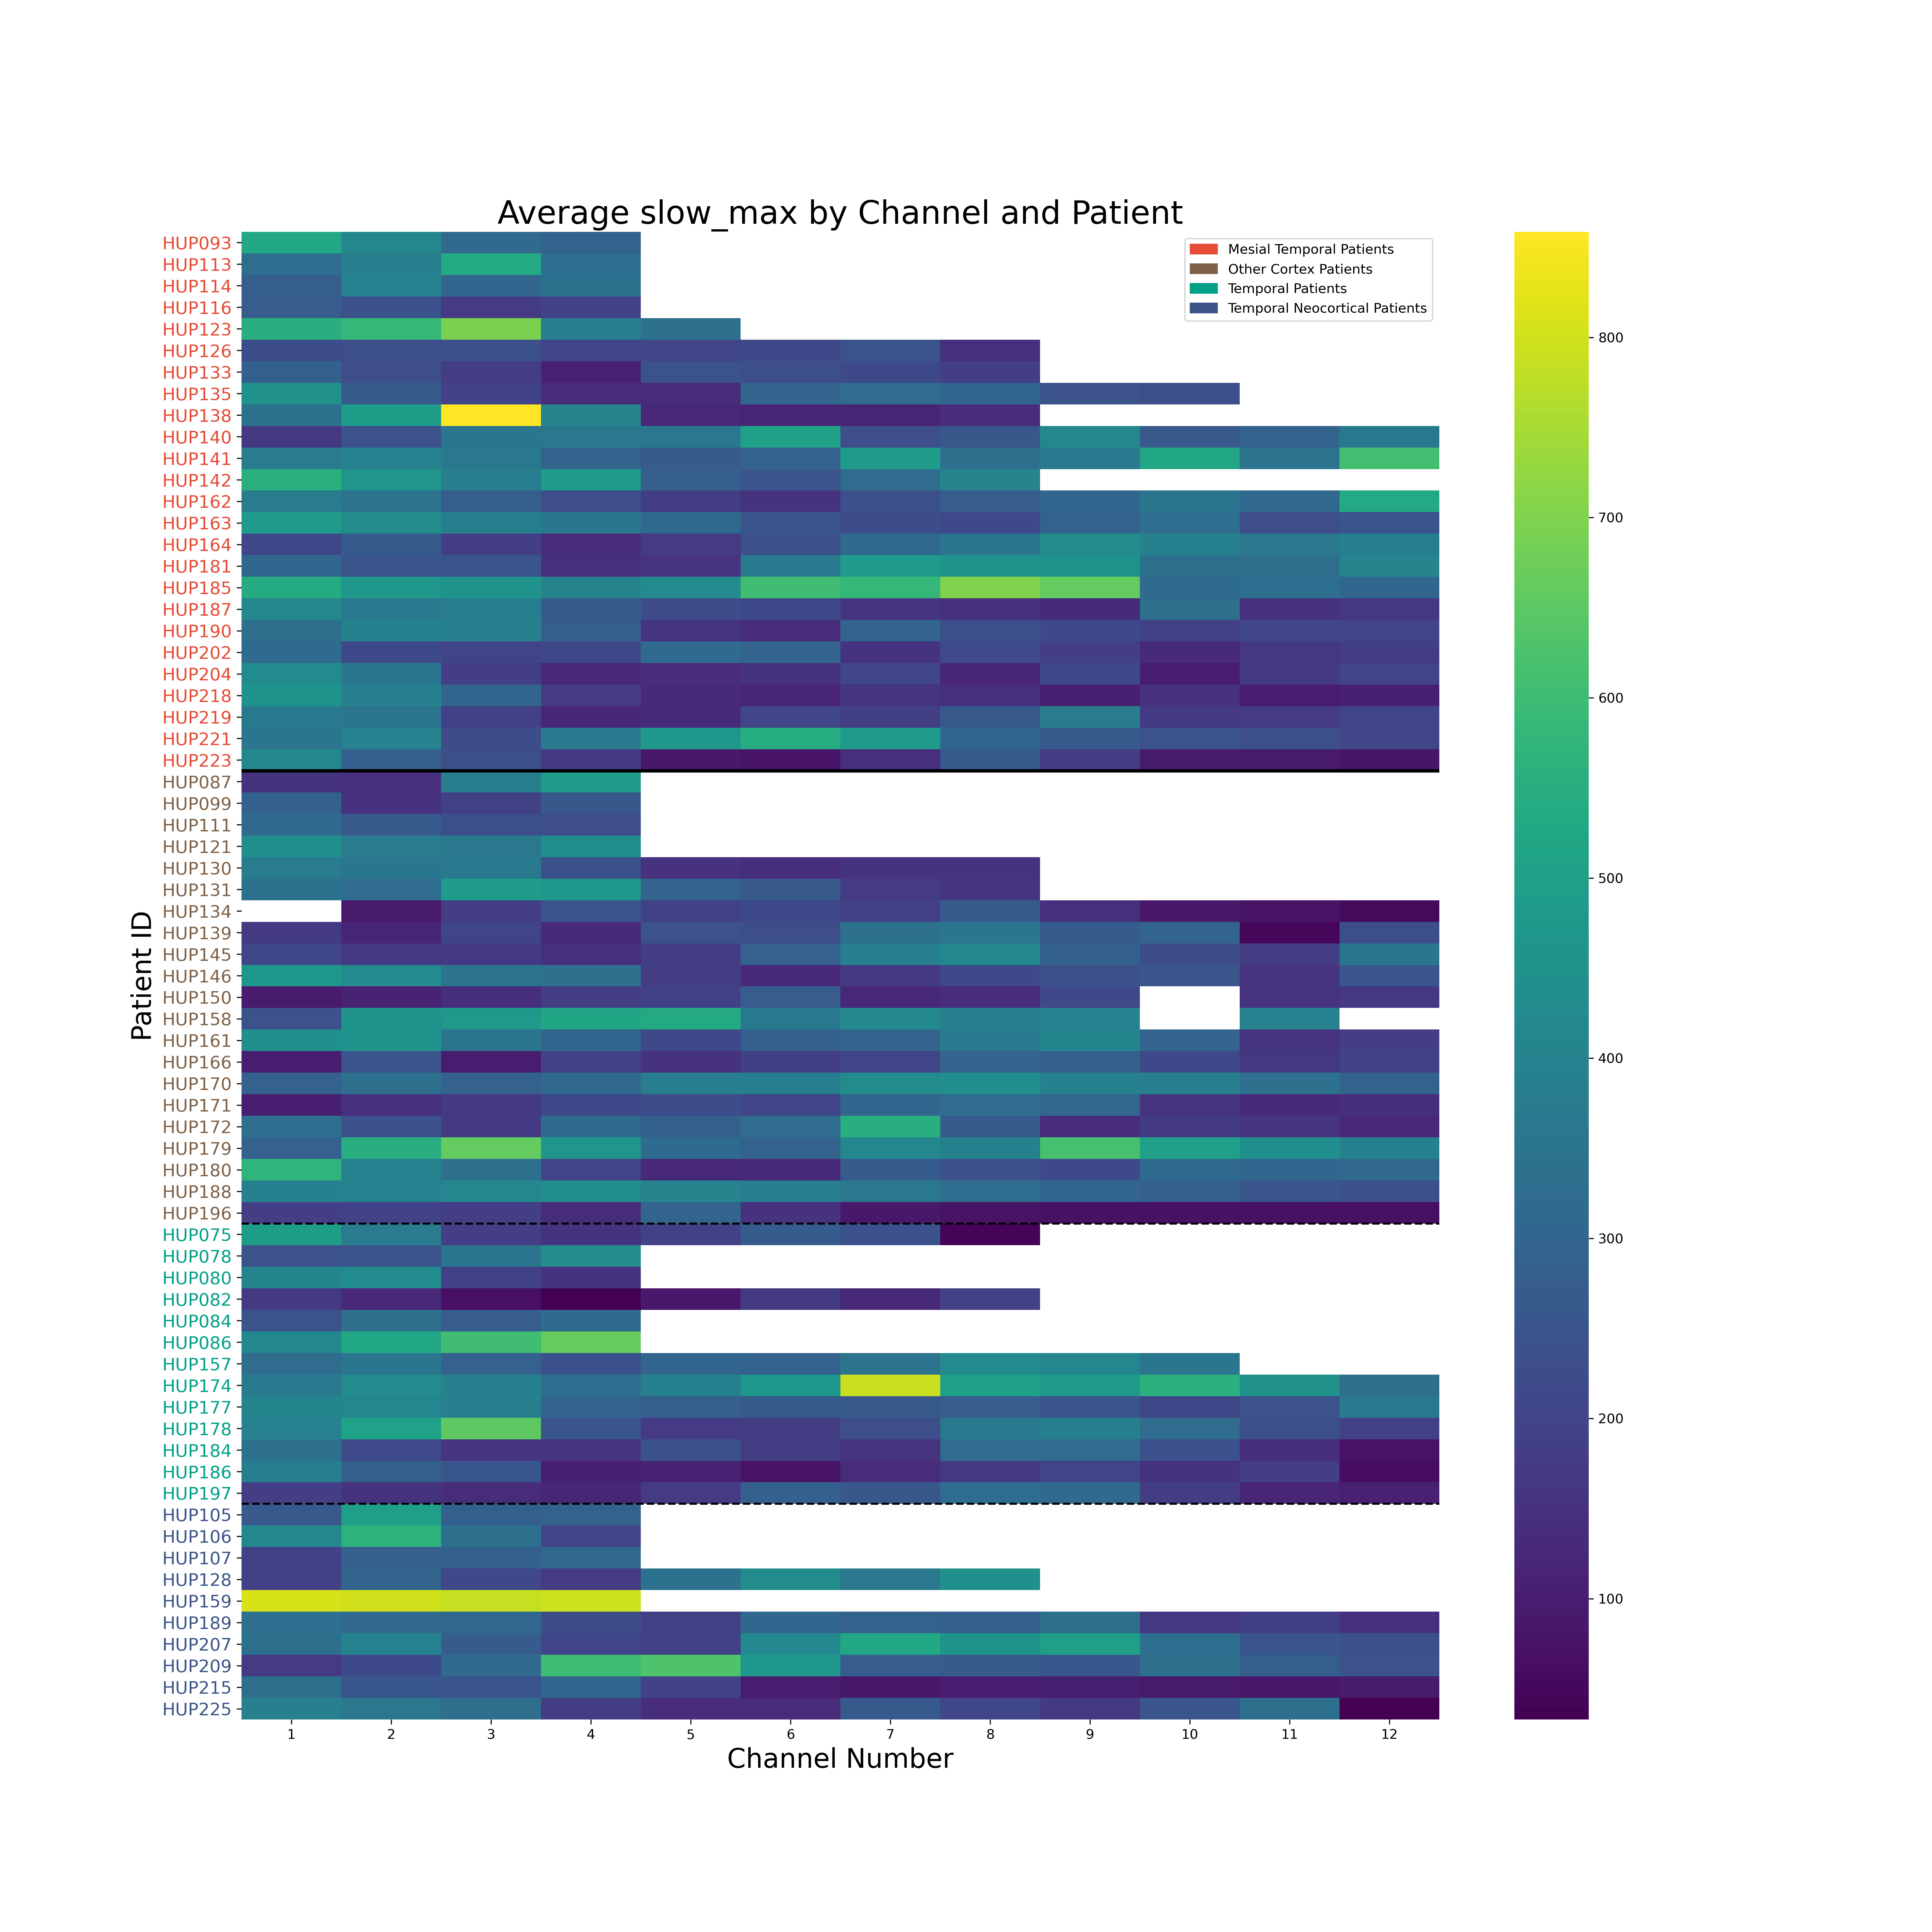 Average slow_max by Channel and Patient
Mesial Temporal Patients
Other Cortex Patients
Temporal Patients
Temporal Neocortical Patients
Patient ID
HUP093
HUP113
HUP114
HUP116
HUP123
HUP126
HUP133
HUP135
HUP138
HUP140
HUP141
HUP142
HUP162
HUP163
HUP164
HUP181
HUP185
HUP187
HUP190
HUP202
HUP204
HUP218
HUP219
HUP221
HUP223
HUP087
HUP099
HUP111
HUP121
HUP130
HUP131
HUP134
HUP139
HUP145
HUP146
HUP150
HUP158
HUP161
HUP166
HUP170
HUP171
HUP172
HUP179
HUP180
HUP188
HUP196
HUP075
HUP078
HUP080
HUP082
HUP084
HUP086
HUP157
HUP174
HUP177
HUP178
HUP184
HUP186
HUP197
HUP105
HUP106
HUP107
HUP128
HUP159
HUP189
HUP207
HUP209
HUP215
HUP225
1 2 3 4 5 6 7 8 9 10 11 12
Channel Number
800
700
600
500
400
300
200
100